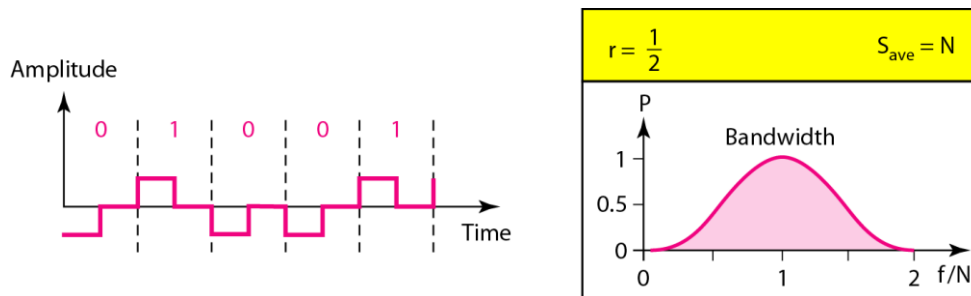 Amplitude
0 1 0 0 1
Time
r = 1/2 S_ave = N
P
Bandwidth
1
0.5
0
0 1 2 f/N